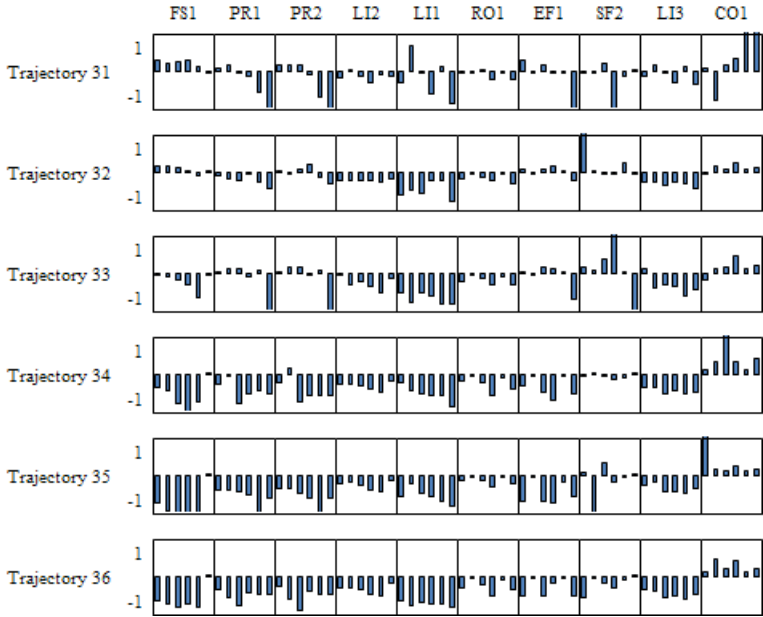 FS1 PR1 PR2 LI2 LI1 RO1 EF1 SF2 LI3 CO1
1
Trajectory 31
-1
1
Trajectory 32
-1
1
Trajectory 33
-1
1
Trajectory 34
-1
1
Trajectory 35
-1
1
Trajectory 36
-1